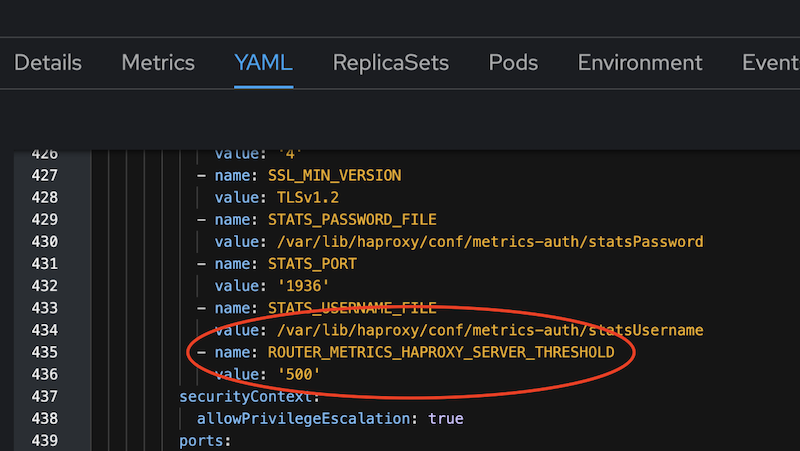 Details Metrics YAML ReplicaSets Pods Environment Event
426 value: '4'
427 - name: SSL_MIN_VERSION
428 value: TLSv1.2
429 - name: STATS_PASSWORD_FILE
430 value: /var/lib/haproxy/conf/metrics-auth/statsPassword
431 - name: STATS_PORT
432 value: '1936'
433 - name: STATS_USERNAME_FILE
434 value: /var/lib/haproxy/conf/metrics-auth/statsUsername
435 - name: ROUTER_METRICS_HAPROXY_SERVER_THRESHOLD
436 value: '500'
437 securityContext:
438 allowPrivilegeEscalation: true
439 ports: